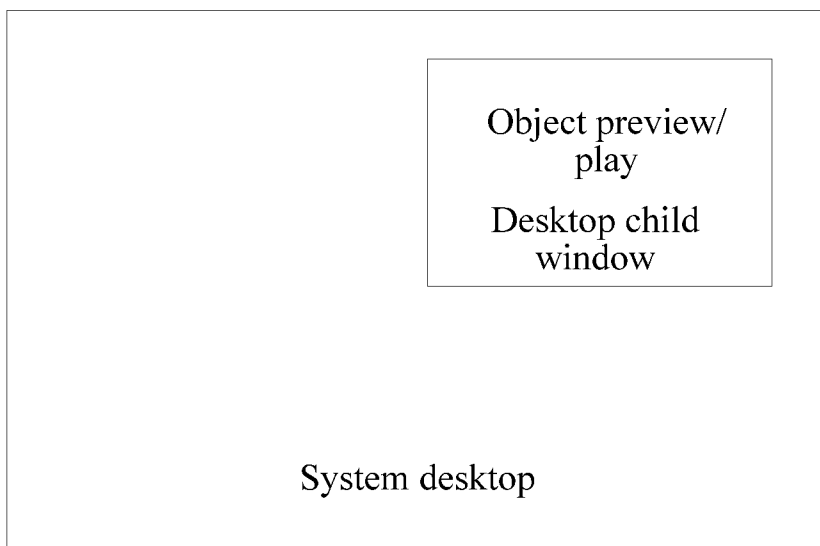 Object preview/
play
Desktop child
window
System desktop